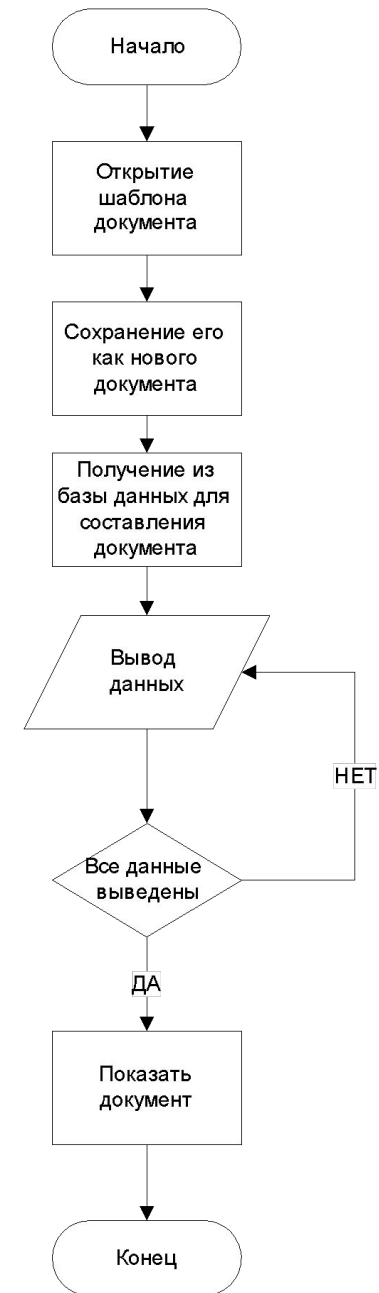 Начало
Открытие
шаблона
документа
Сохранение его
как нового
документа
Получение из
базы данных для
составления
документа
Вывод
данных
НЕТ
Все данные
выведены
ДА
Показать
документ
Конец